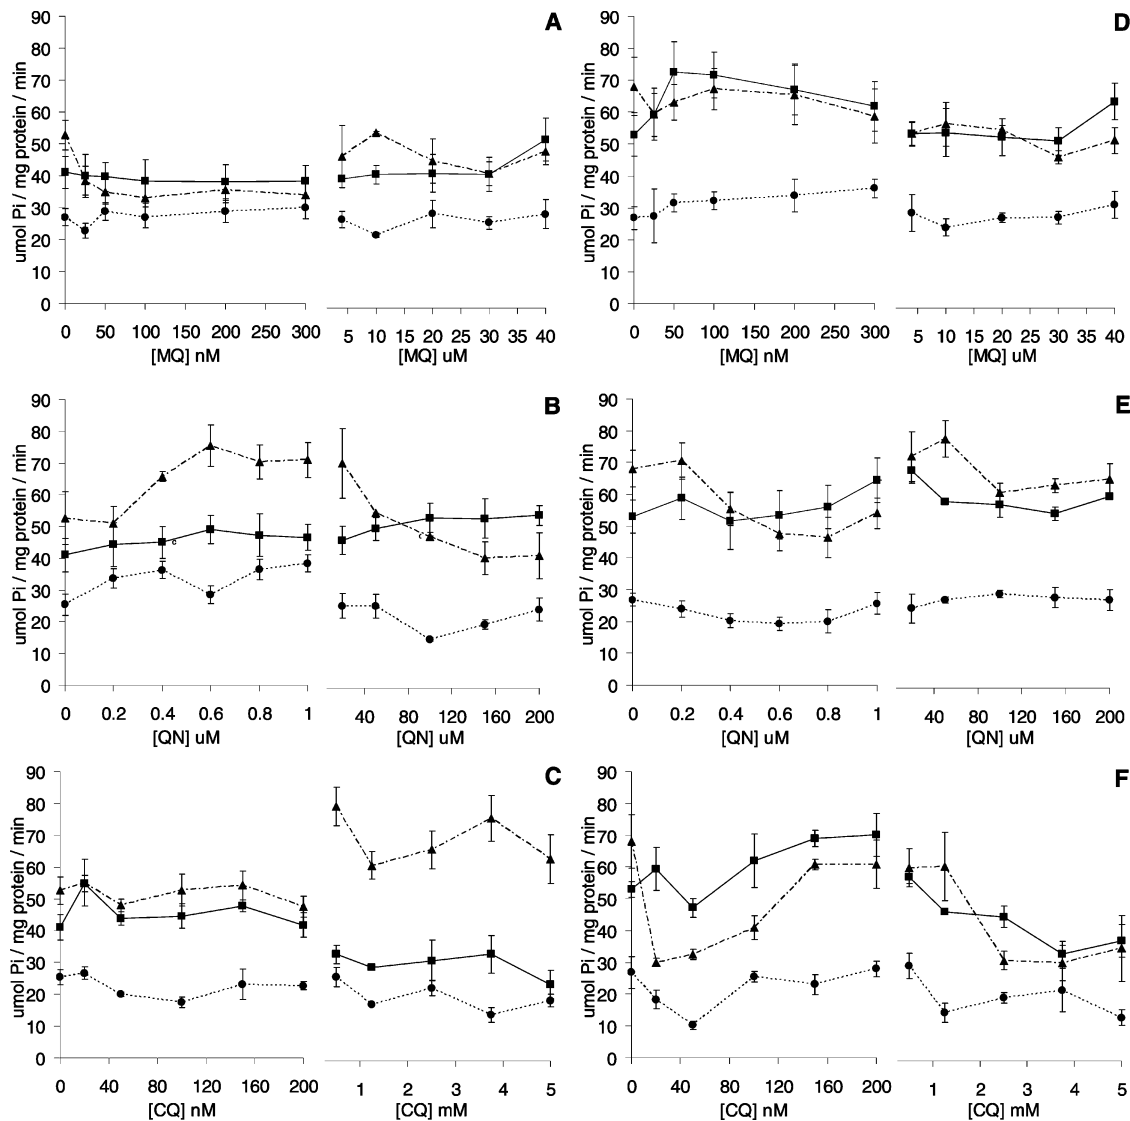 A
umol Pi / mg protein / min
90
80
70
60
50
40
30
20
10
0
0 50 100 150 200 250 300
[MQ] nM
5 10 15 20 25 30 35 40
[MQ] uM
D
umol Pi / mg protein / min
90
80
70
60
50
40
30
20
10
0
0 50 100 150 200 250 300
[MQ] nM
5 10 15 20 25 30 35 40
[MQ] uM
B
umol Pi / mg protein / min
90
80
70
60
50
40
30
20
10
0
c
c
0 0.2 0.4 0.6 0.8 1
[QN] uM
40 80 120 160 200
[QN] uM
E
umol Pi / mg protein / min
90
80
70
60
50
40
30
20
10
0
0 0.2 0.4 0.6 0.8 1
[QN] uM
40 80 120 160 200
[QN] uM
C
umol Pi / mg protein / min
90
80
70
60
50
40
30
20
10
0
0 40 80 120 160 200
[CQ] nM
1 2 3 4 5
[CQ] mM
F
umol Pi / mg protein / min
90
80
70
60
50
40
30
20
10
0
0 40 80 120 160 200
[CQ] nM
1 2 3 4 5
[CQ] mM